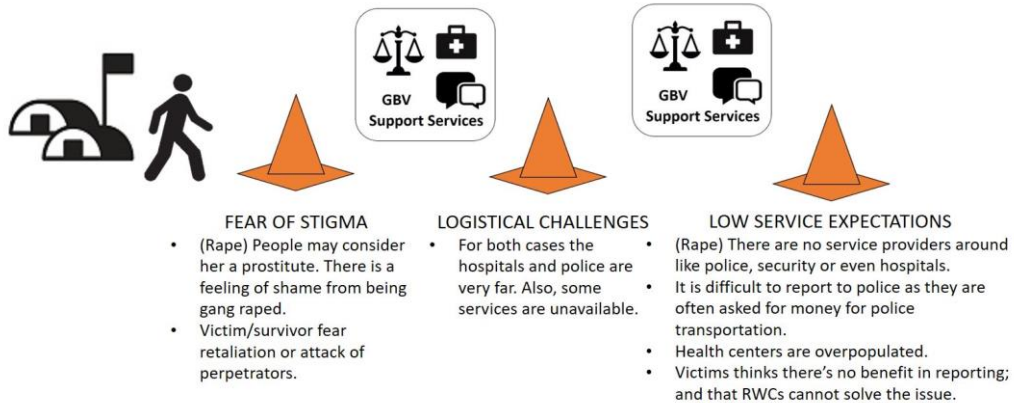 GBV
Support Services
GBV
Support Services
FEAR OF STIGMA
• (Rape) People may consider
her a prostitute. There is a
feeling of shame from being
gang raped.
• Victim/survivor fear
retaliation or attack of
perpetrators.
LOGISTICAL CHALLENGES
• For both cases the
hospitals and police are
very far. Also, some
services are unavailable.
LOW SERVICE EXPECTATIONS
• (Rape) There are no service providers around
like police, security or even hospitals.
• It is difficult to report to police as they are
often asked for money for police
transportation.
• Health centers are overpopulated.
• Victims thinks there’s no benefit in reporting;
and that RWCs cannot solve the issue.